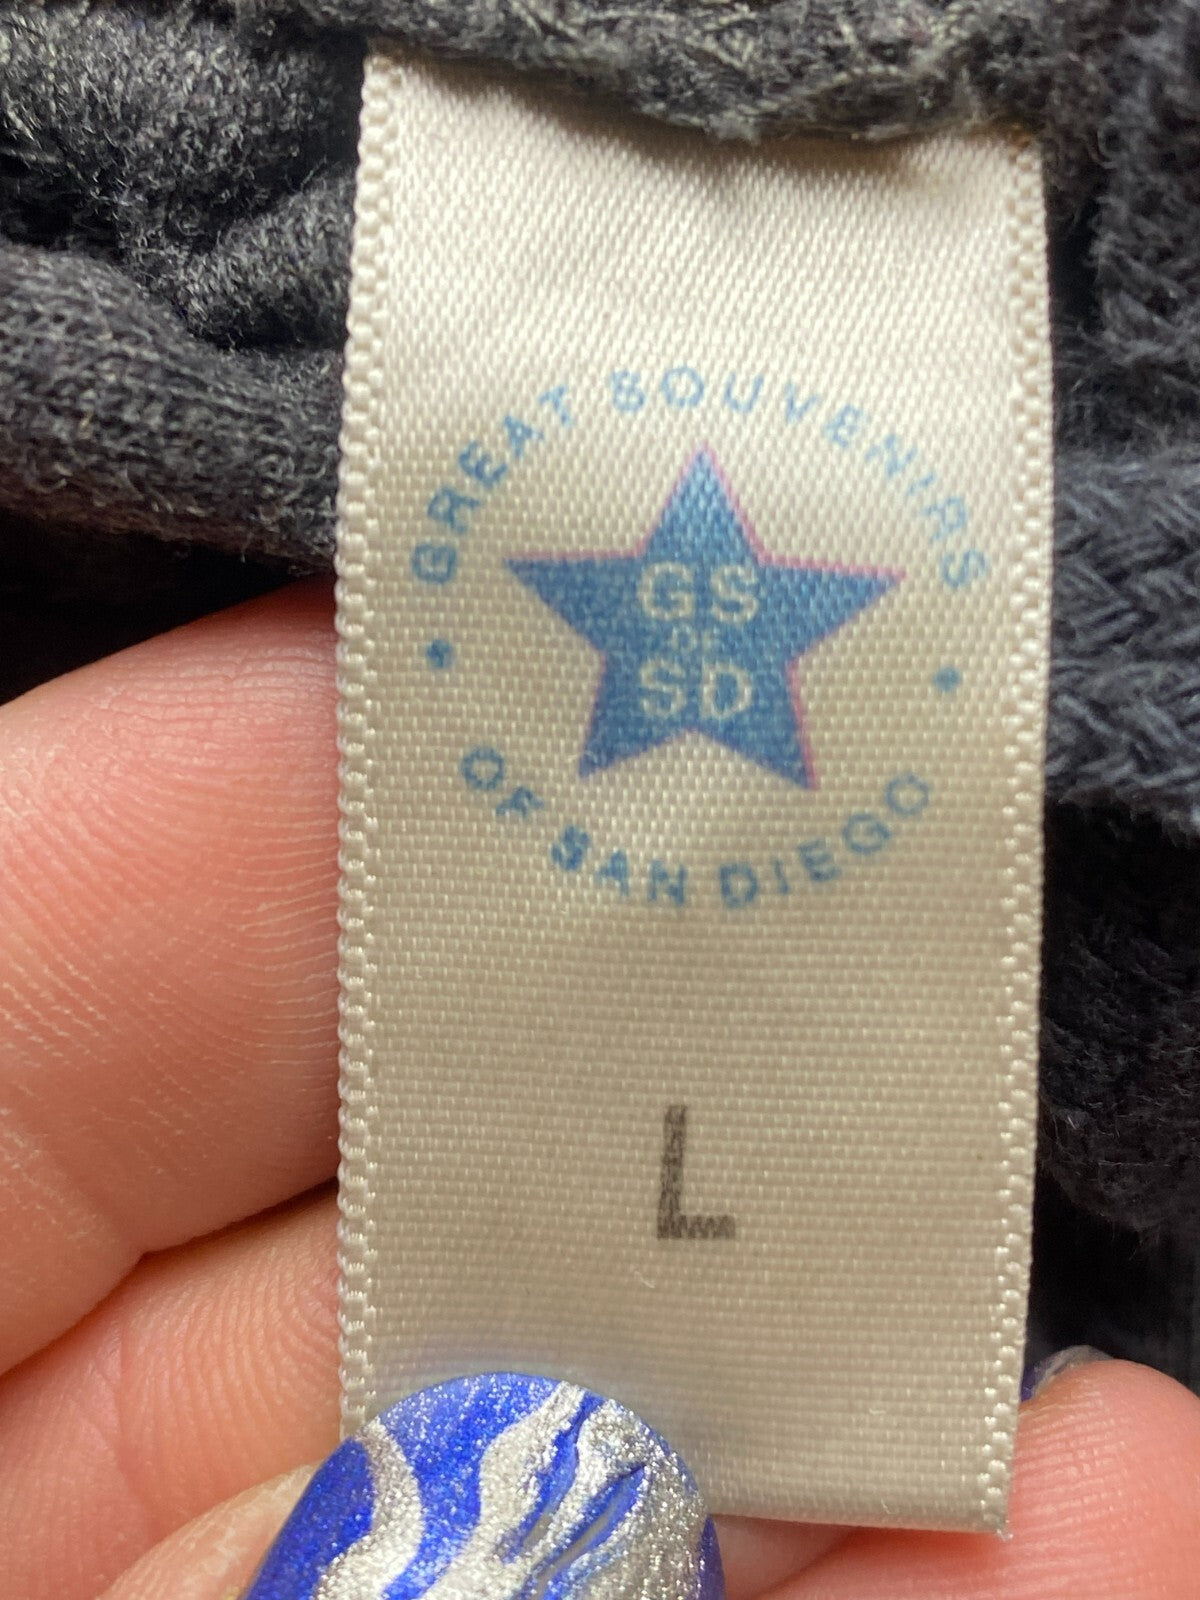 GREAT SOUVENIRS
GS
OF
SD
OF SAN DIEGO
L